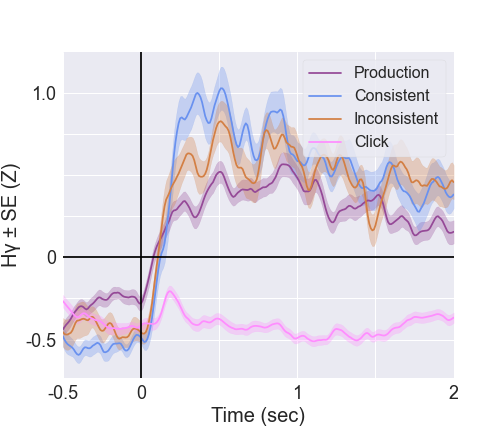 Production
Consistent
Inconsistent
Click
Hγ ± SE (Z)
1.0
0
-0.5
-0.5 0 1 2
Time (sec)